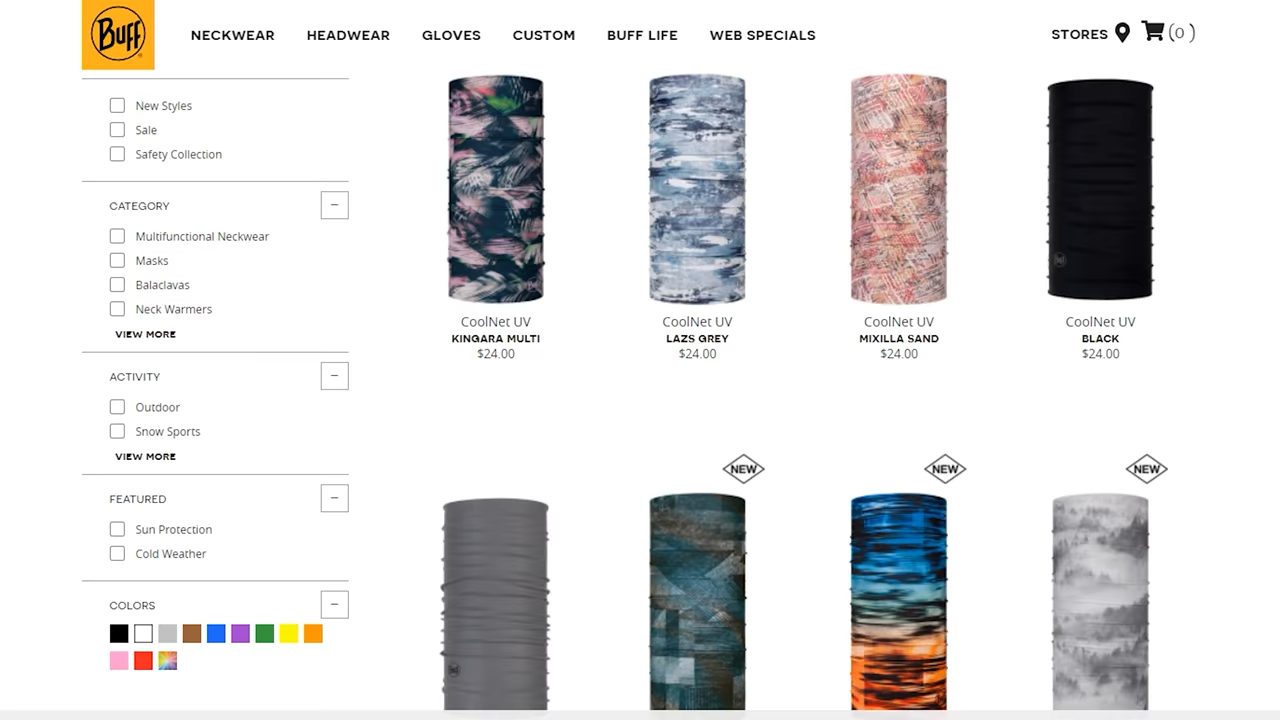 Buff
NECKWEAR HEADWEAR GLOVES CUSTOM BUFF LIFE WEB SPECIALS STORES (0 )
New Styles
Sale
Safety Collection
CATEGORY
Multifunctional Neckwear
Masks
Balaclavas
Neck Warmers
VIEW MORE
ACTIVITY
Outdoor
Snow Sports
VIEW MORE
FEATURED
Sun Protection
Cold Weather
COLORS
CoolNet UV
KINGARA MULTI
$24.00
CoolNet UV
LAZS GREY
$24.00
CoolNet UV
MIXILLA SAND
$24.00
CoolNet UV
BLACK
$24.00
NEW
NEW
NEW